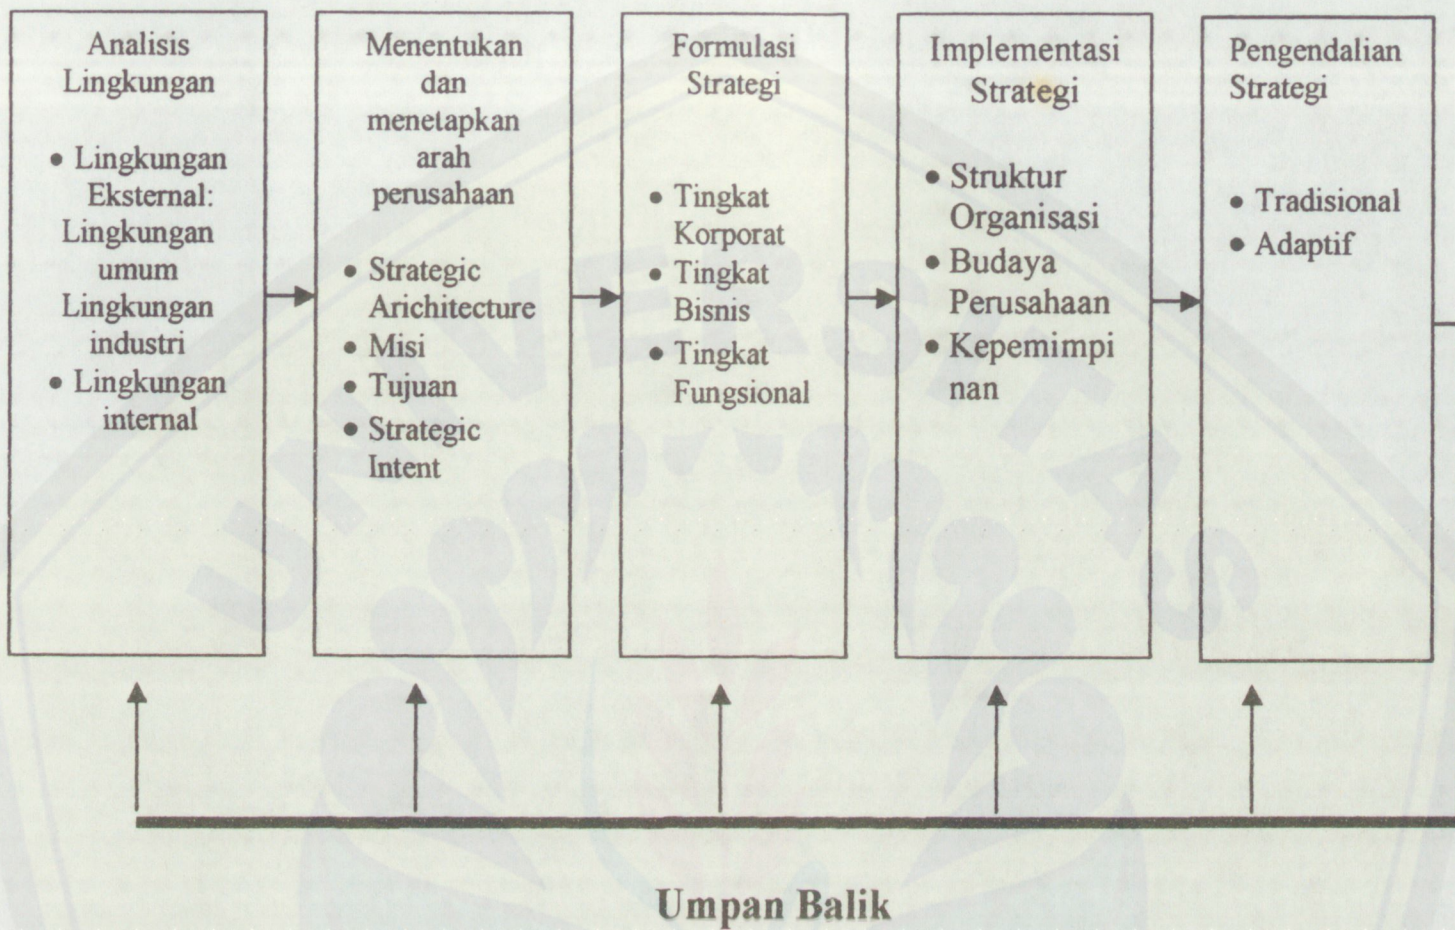 Analisis
Lingkungan
• Lingkungan
Eksternal:
Lingkungan
umum
Lingkungan
industri
• Lingkungan
internal
Menentukan
dan
menetapkan
arah
perusahaan
• Strategic
Arichitecture
• Misi
• Tujuan
• Strategic
Intent
Formulasi
Strategi
• Tingkat
Korporat
• Tingkat
Bisnis
• Tingkat
Fungsional
Implementasi
Strategi
• Struktur
Organisasi
• Budaya
Perusahaan
• Kepemimpi
nan
Pengendalian
Strategi
• Tradisional
• Adaptif
Umpan Balik
UNIVERSITAS